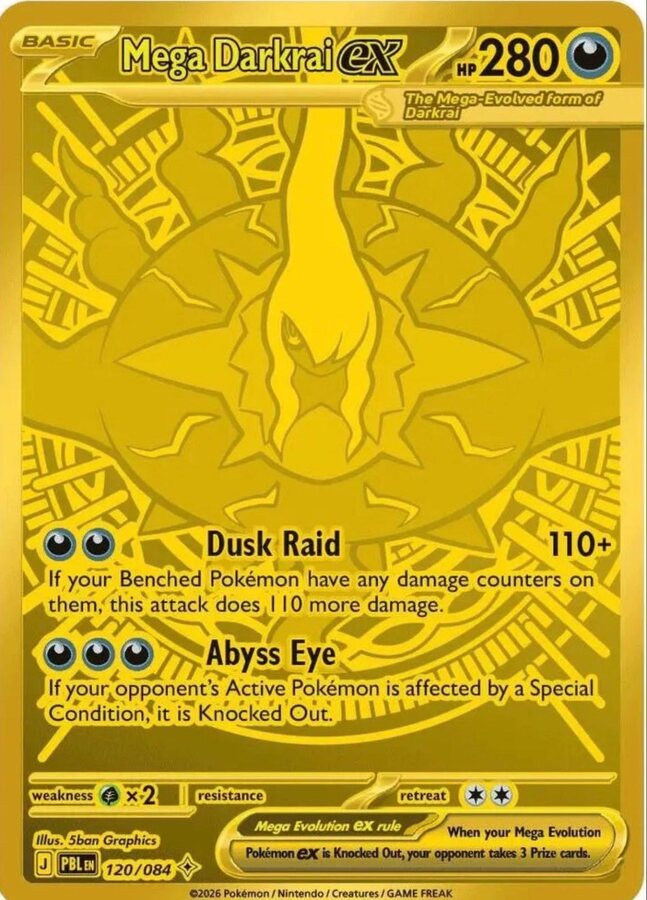 BASIC
Mega Darkrai ex HP 280
The Mega-Evolved form of
Darkrai
Dusk Raid 110+
If your Benched Pokémon have any damage counters on
them, this attack does 110 more damage.
Abyss Eye
If your opponent's Active Pokémon is affected by a Special
Condition, it is Knocked Out.
weakness ×2 resistance retreat
Mega Evolution ex rule
When your Mega Evolution
Pokémon ex is Knocked Out, your opponent takes 3 Prize cards.
Illus. 5ban Graphics
J PBL EN 120/084
©2026 Pokémon / Nintendo / Creatures / GAME FREAK